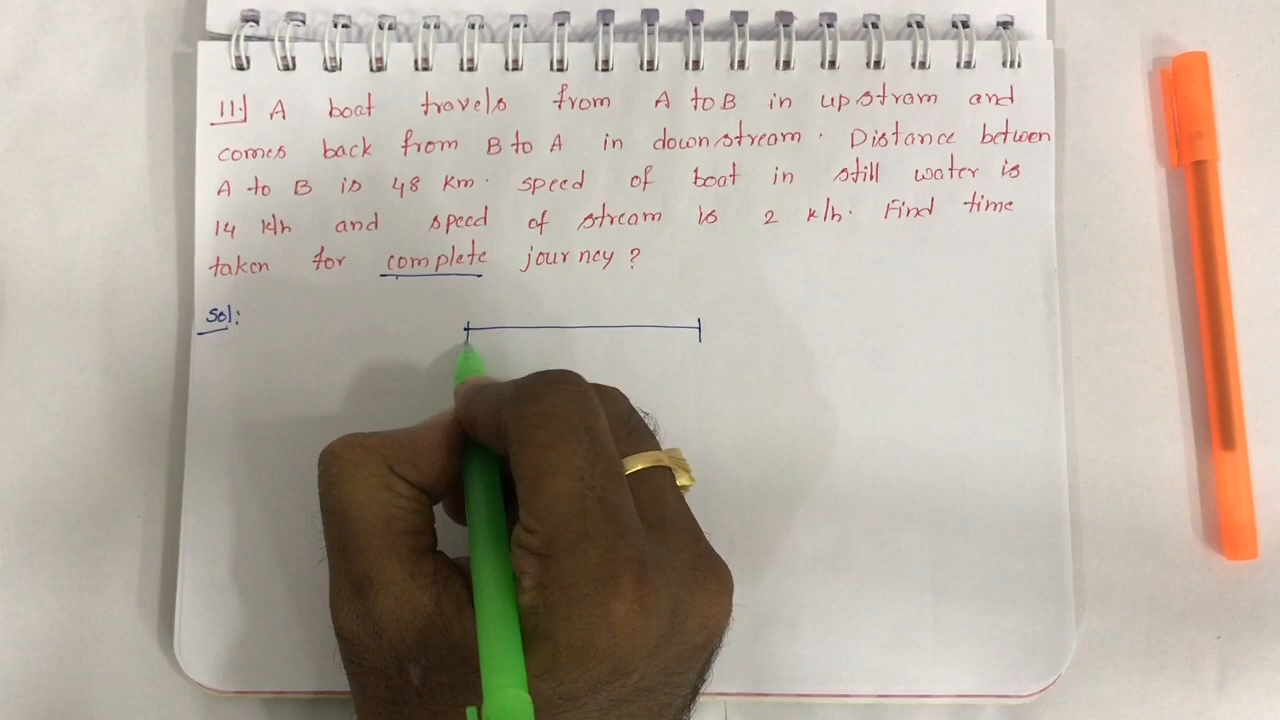 11.) A boat travels from A to B in upstram and
comes back from B to A in downstream. Distance between
A to B is 48 Km. speed of boat in still water is
14 k/h and speed of stream is 2 k/h. Find time
taken for complete journey?
Sol: